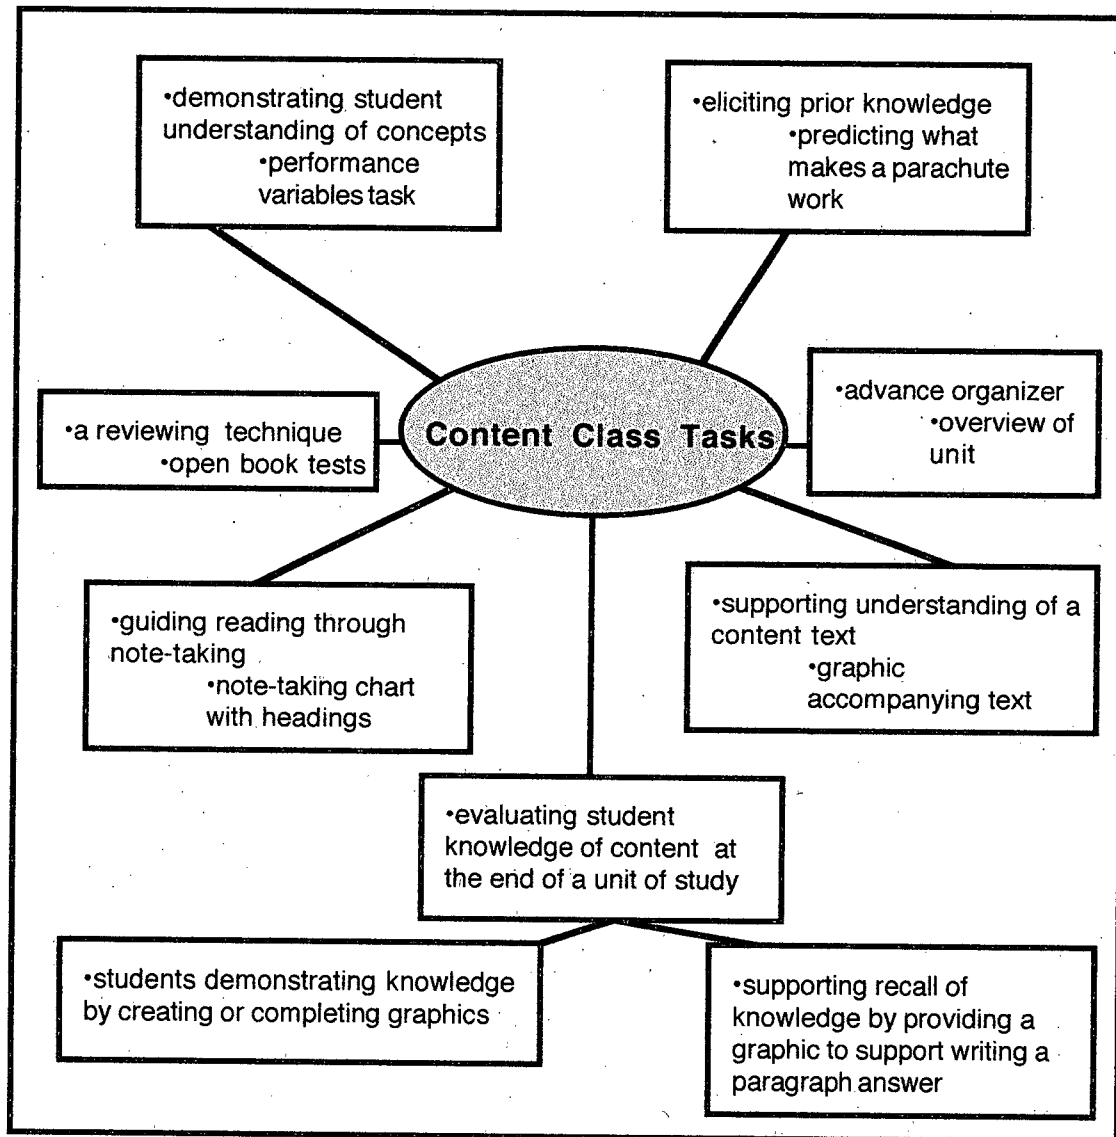 •demonstrating student
understanding of concepts
•performance
variables task
•eliciting prior knowledge
•predicting what
makes a parachute
work
Content Class Tasks
•a reviewing technique
•open book tests
•advance organizer
•overview of
unit
•guiding reading through
note-taking
•note-taking chart
with headings
•supporting understanding of a
content text
•graphic
accompanying text
•evaluating student
knowledge of content at
the end of a unit of study
•students demonstrating knowledge
by creating or completing graphics
•supporting recall of
knowledge by providing a
graphic to support writing a
paragraph answer